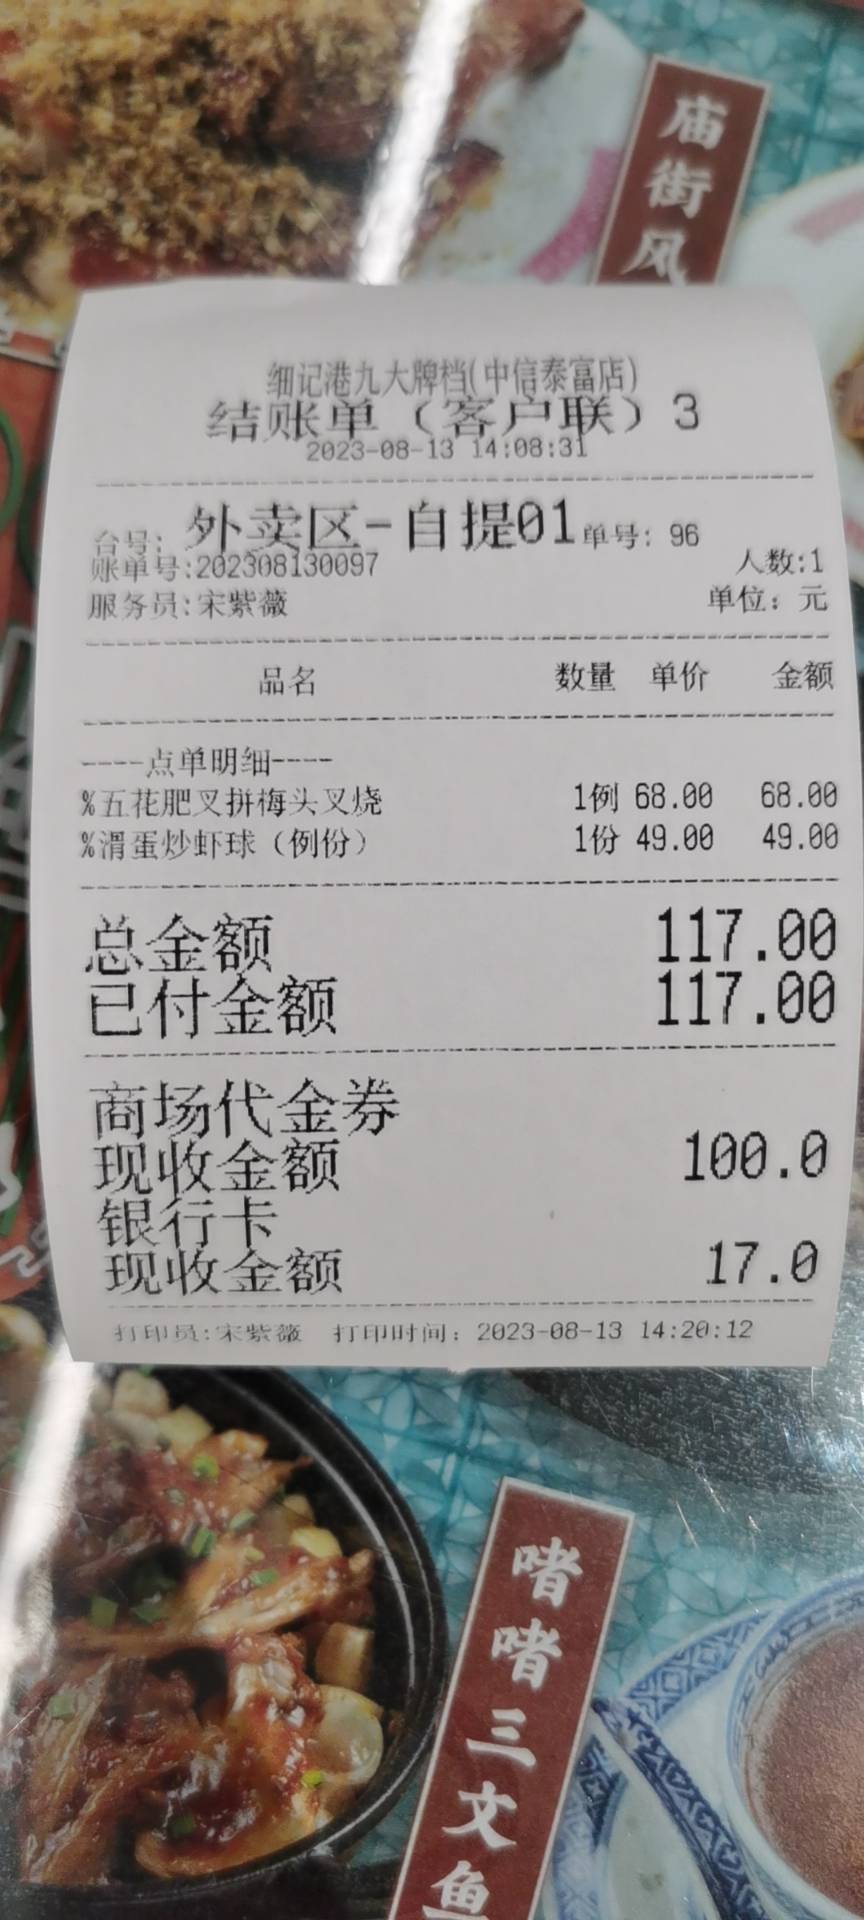 庙街风
细记港九大牌档(中信泰富店)
结账单（客户联）3
2023-08-13 14:08:31
台号: 外卖区-自提01 单号: 96
账单号:202308130097 人数:1
服务员:宋紫薇 单位: 元
品名 数量 单价 金额
----点单明细----
%五花肥叉拼梅头叉烧 1例 68.00 68.00
%滑蛋炒虾球（例份） 1份 49.00 49.00
总金额 117.00
已付金额 117.00
商场代金券
现收金额 100.0
银行卡
现收金额 17.0
打印员:宋紫薇 打印时间: 2023-08-13 14:20:12
啫啫三文鱼